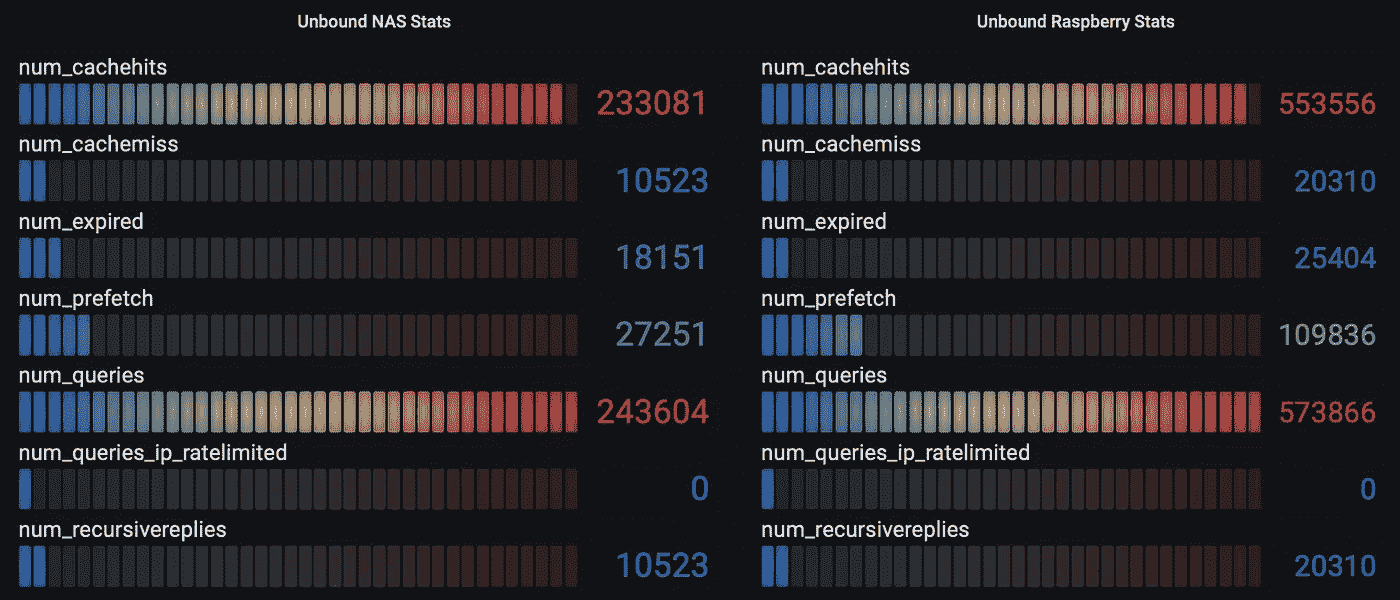 Unbound NAS Stats
num_cachehits
233081
num_cachemiss
10523
num_expired
18151
num_prefetch
27251
num_queries
243604
num_queries_ip_ratelimited
0
num_recursivereplies
10523
Unbound Raspberry Stats
num_cachehits
553556
num_cachemiss
20310
num_expired
25404
num_prefetch
109836
num_queries
573866
num_queries_ip_ratelimited
0
num_recursivereplies
20310